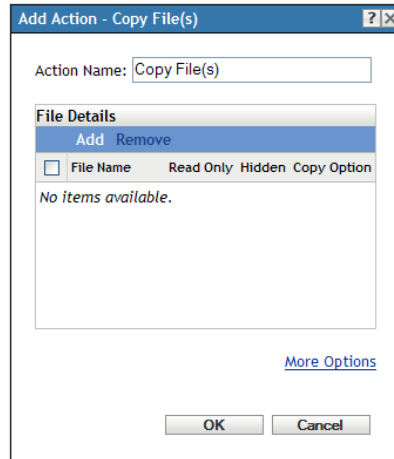 Add Action - Copy File(s) ? X
Action Name: Copy File(s)
File Details
Add Remove
File Name Read Only Hidden Copy Option
No items available.
More Options
OK Cancel